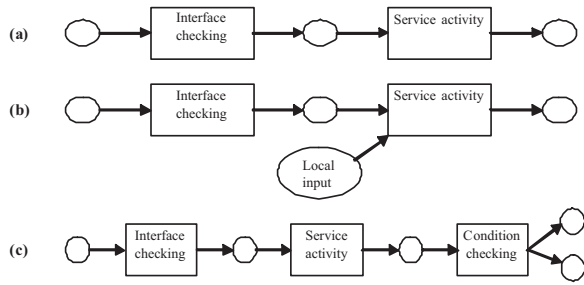 (a)
Interface
checking
Service activity
(b)
Interface
checking
Service activity
Local
input
(c)
Interface
checking
Service
activity
Condition
checking